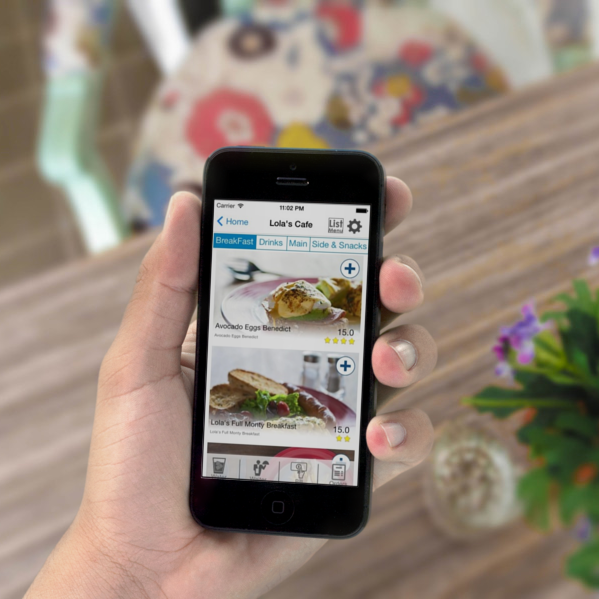 Carrier 11:02 PM
Home Lola's Cafe List Menu
BreakFast Drinks Main Side & Snacks
Avocado Eggs Benedict 15.0
Avocado Eggs Benedict
Lola's Full Monty Breakfast 15.0
Lola's Full Monty Breakfast